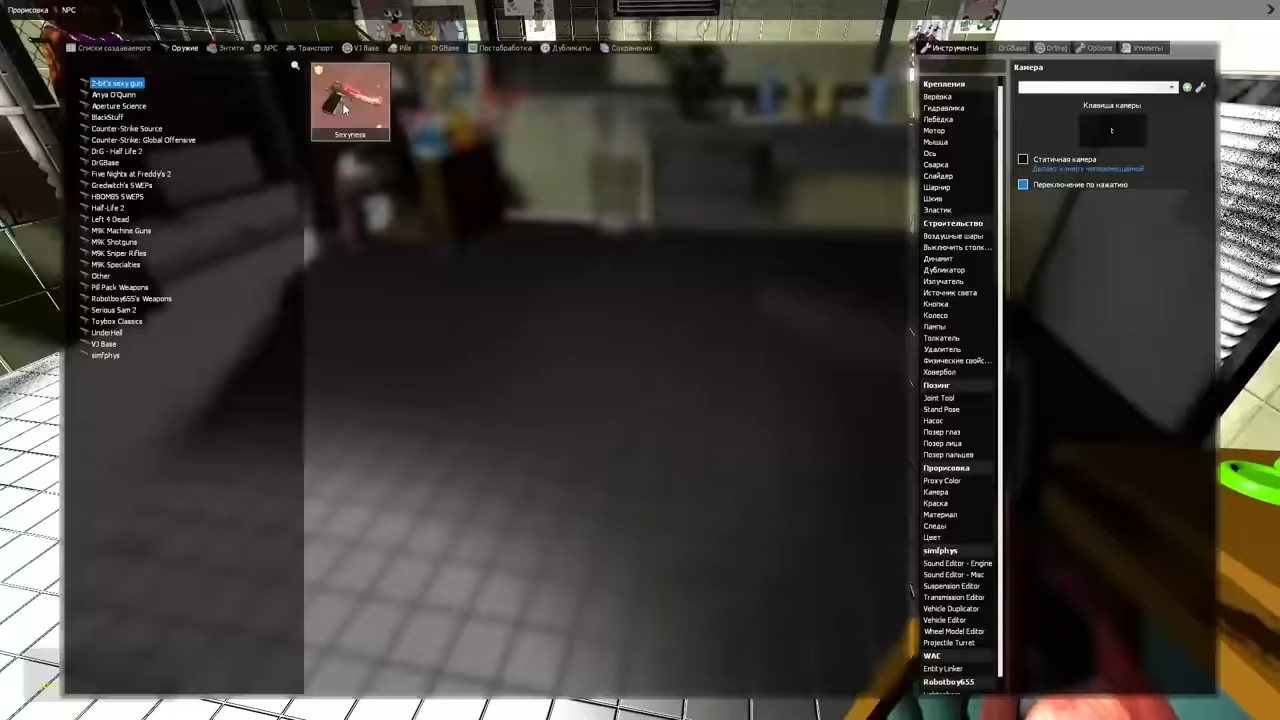 Прорисовка NPC
Списки создаваемого
Оружие
Энтити
NPC
Транспорт
VJ Base
Pills
DrGBase
Постобработка
Дубликаты
Сохранения
2-bit's sexy gun
Anya O'Quinn
Aperture Science
BlackStuff
Counter-Strike Source
Counter-Strike: Global Offensive
DrG - Half Life 2
DrGBase
Five Nights at Freddy's 2
Gredwitch's SWEPs
HBOMBS SWEPS
Half-Life 2
Left 4 Dead
M9K Machine Guns
M9K Shotguns
M9K Sniper Rifles
M9K Specialties
Other
Pill Pack Weapons
Robotboy655's Weapons
Serious Sam 2
Toybox Classics
UnderHell
VJ Base
simfphys
Sexyness
Инструменты
DrGBase
Options
Утилиты
Крепления
Верёвка
Гидравлика
Лебёдка
Мотор
Мышца
Ось
Сварка
Слайдер
Шарнир
Шкив
Эластик
Строительство
Воздушные шары
Выключить столк...
Динамит
Дубликатор
Излучатель
Источник света
Кнопка
Колесо
Лампы
Толкатель
Удалитель
Физические свойс...
Ховербол
Позинг
Joint Tool
Stand Pose
Насос
Позер глаз
Позер лица
Позер пальцев
Прорисовка
Proxy Color
Камера
Краска
Материал
Следы
Цвет
simfphys
Sound Editor - Engine
Sound Editor - Misc
Suspension Editor
Transmission Editor
Vehicle Duplicator
Vehicle Editor
Wheel Model Editor
Projectile Turret
WAC
Entity Linker
Robotboy655
Камера
Клавиша камеры
t
Статичная камера
Делает камеру неперемещаемой
Переключение по нажатию